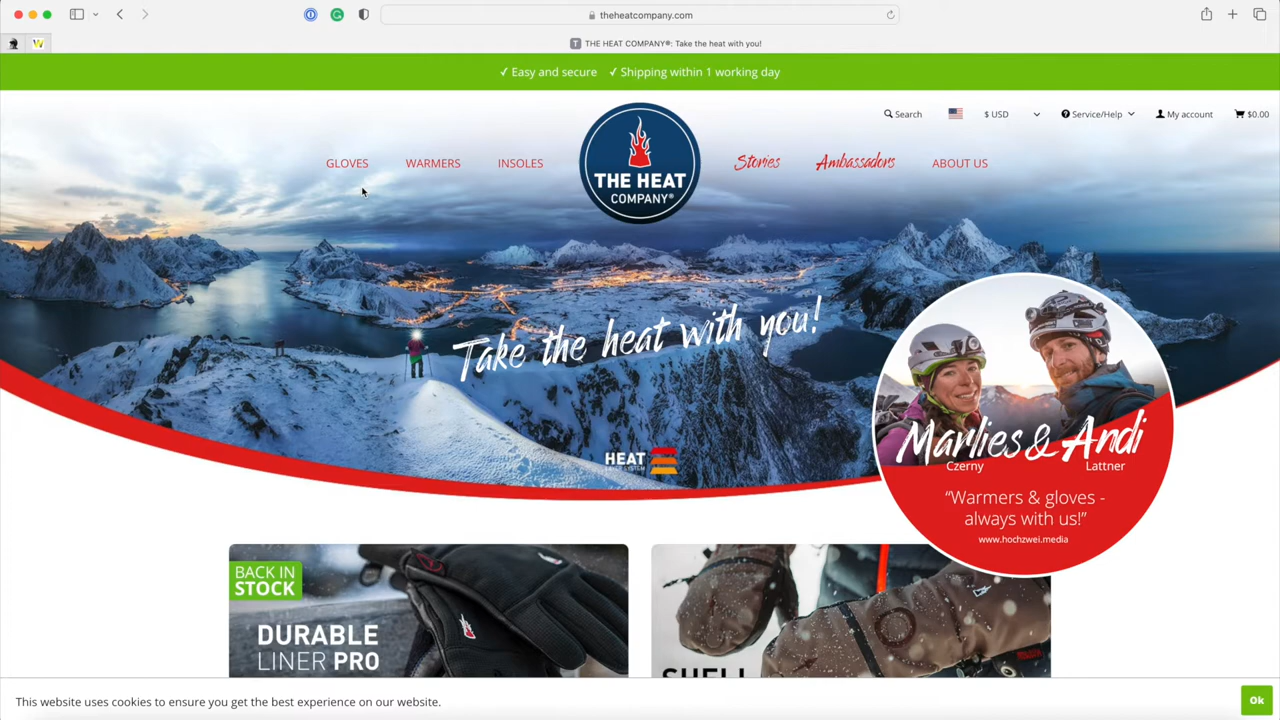 theheatcompany.com
T THE HEAT COMPANY®: Take the heat with you!
✓ Easy and secure ✓ Shipping within 1 working day
Search $ USD Service/Help My account $0.00
GLOVES WARMERS INSOLES Stories Ambassadors ABOUT US
THE HEAT
COMPANY®
Take the heat with you!
HEAT
LAYER SYSTEM
Marlies & Andi
Czerny Lattner
“Warmers & gloves -
always with us!”
www.hochzwei.media
BACK IN
STOCK
DURABLE
LINER PRO
SHELL
This website uses cookies to ensure you get the best experience on our website.
Ok